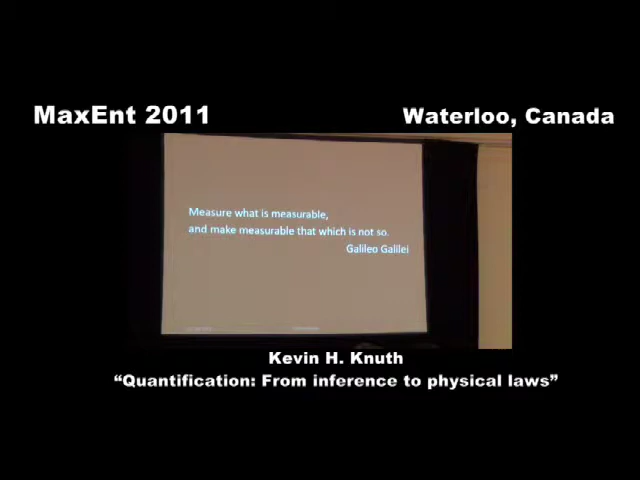 MaxEnt 2011
Waterloo, Canada
Measure what is measurable,
and make measurable that which is not so.
Galileo Galilei
Kevin H. Knuth
“Quantification: From inference to physical laws”